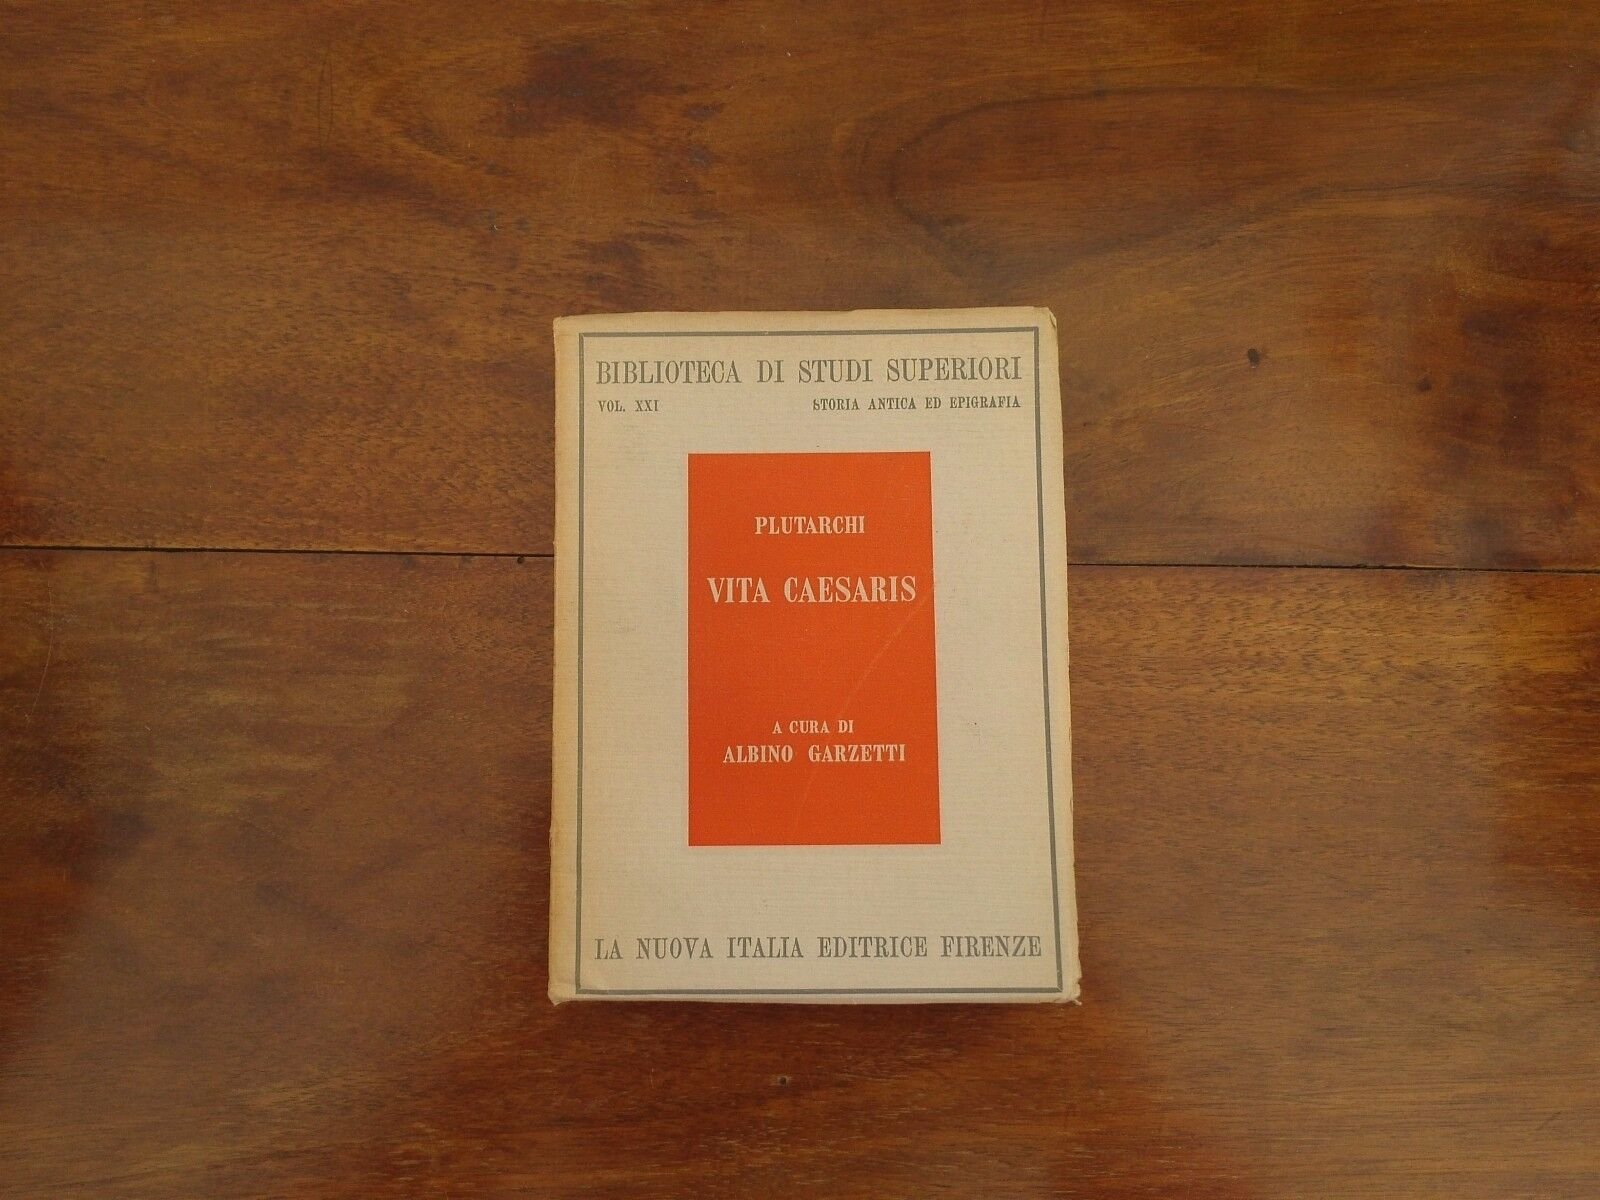 BIBLIOTECA DI STUDI SUPERIORI
VOL. XXI STORIA ANTICA ED EPIGRAFIA
PLUTARCHI
VITA CAESARIS
A CURA DI
ALBINO GARZETTI
LA NUOVA ITALIA EDITRICE FIRENZE